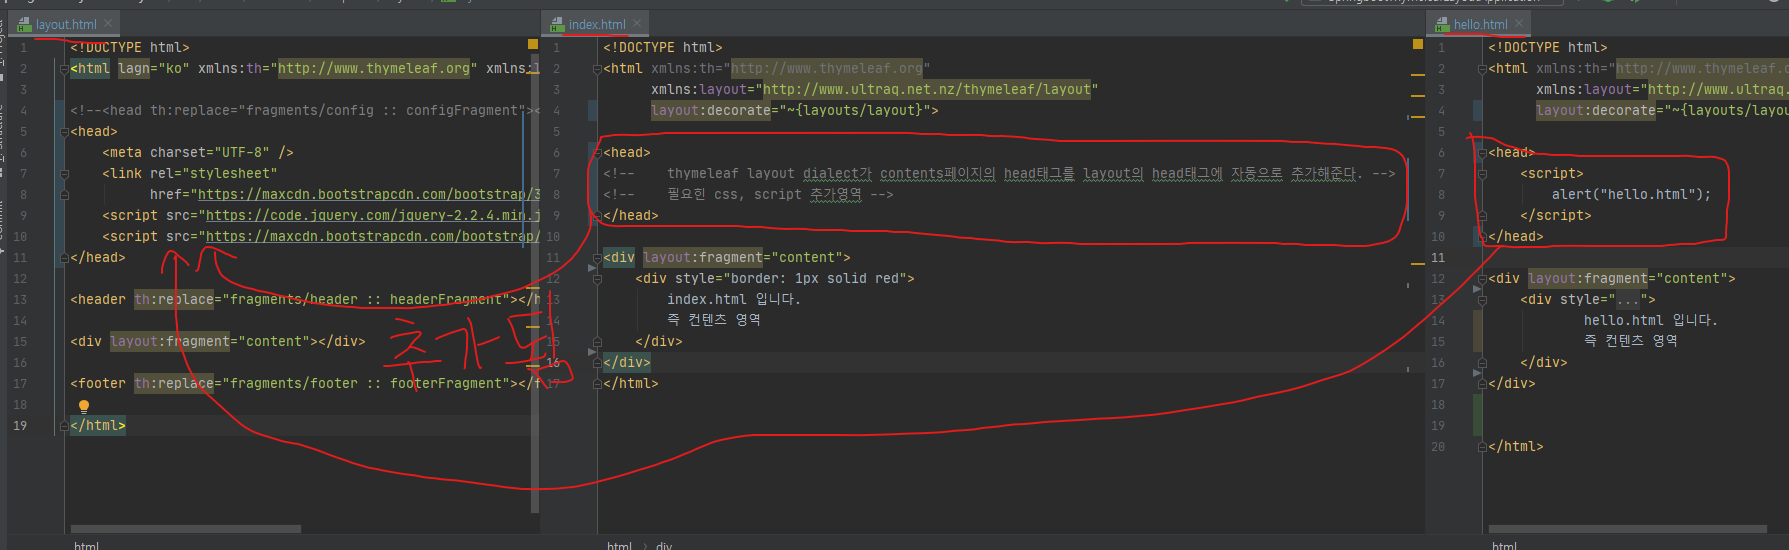 layout.html
1 <!DOCTYPE html>
2 <html lagn="ko" xmlns:th="http://www.thymeleaf.org" xmlns:l
3
4 <!--<head th:replace="fragments/config :: configFragment"><
5 <head>
6 <meta charset="UTF-8" />
7 <link rel="stylesheet"
8 href="https://maxcdn.bootstrapcdn.com/bootstrap/3
9 <script src="https://code.jquery.com/jquery-2.2.4.min.j
10 <script src="https://maxcdn.bootstrapcdn.com/bootstrap/
11 </head>
12
13 <header th:replace="fragments/header :: headerFragment"></h
14
15 <div layout:fragment="content"></div>
16
17 <footer th:replace="fragments/footer :: footerFragment"></f
18
19 </html>
html
추가됨
index.html
1 <!DOCTYPE html>
2 <html xmlns:th="http://www.thymeleaf.org"
3 xmlns:layout="http://www.ultraq.net.nz/thymeleaf/layout"
4 layout:decorate="~{layouts/layout}">
5
6 <head>
7 <!-- thymeleaf layout dialect가 contents페이지의 head태그를 layout의 head태그에 자동으로 추가해준다. -->
8 <!-- 필요힌 css, script 추가영역 -->
9 </head>
10
11 <div layout:fragment="content">
12 <div style="border: 1px solid red">
13 index.html 입니다.
14 즉 컨텐츠 영역
15 </div>
16 </div>
17 </html>
html div
hello.html
1 <!DOCTYPE html>
2 <html xmlns:th="http://www.thymeleaf.o
3 xmlns:layout="http://www.ultraq.
4 layout:decorate="~{layouts/layou
5
6 <head>
7 <script>
8 alert("hello.html");
9 </script>
10 </head>
11
12 <div layout:fragment="content">
13 <div style="...">
14 hello.html 입니다.
15 즉 컨텐츠 영역
16 </div>
17 </div>
18
19
20 </html>
html